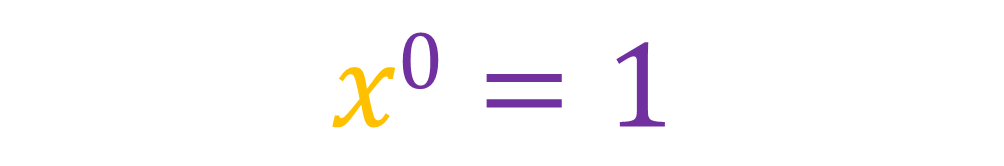 x⁰ = 1